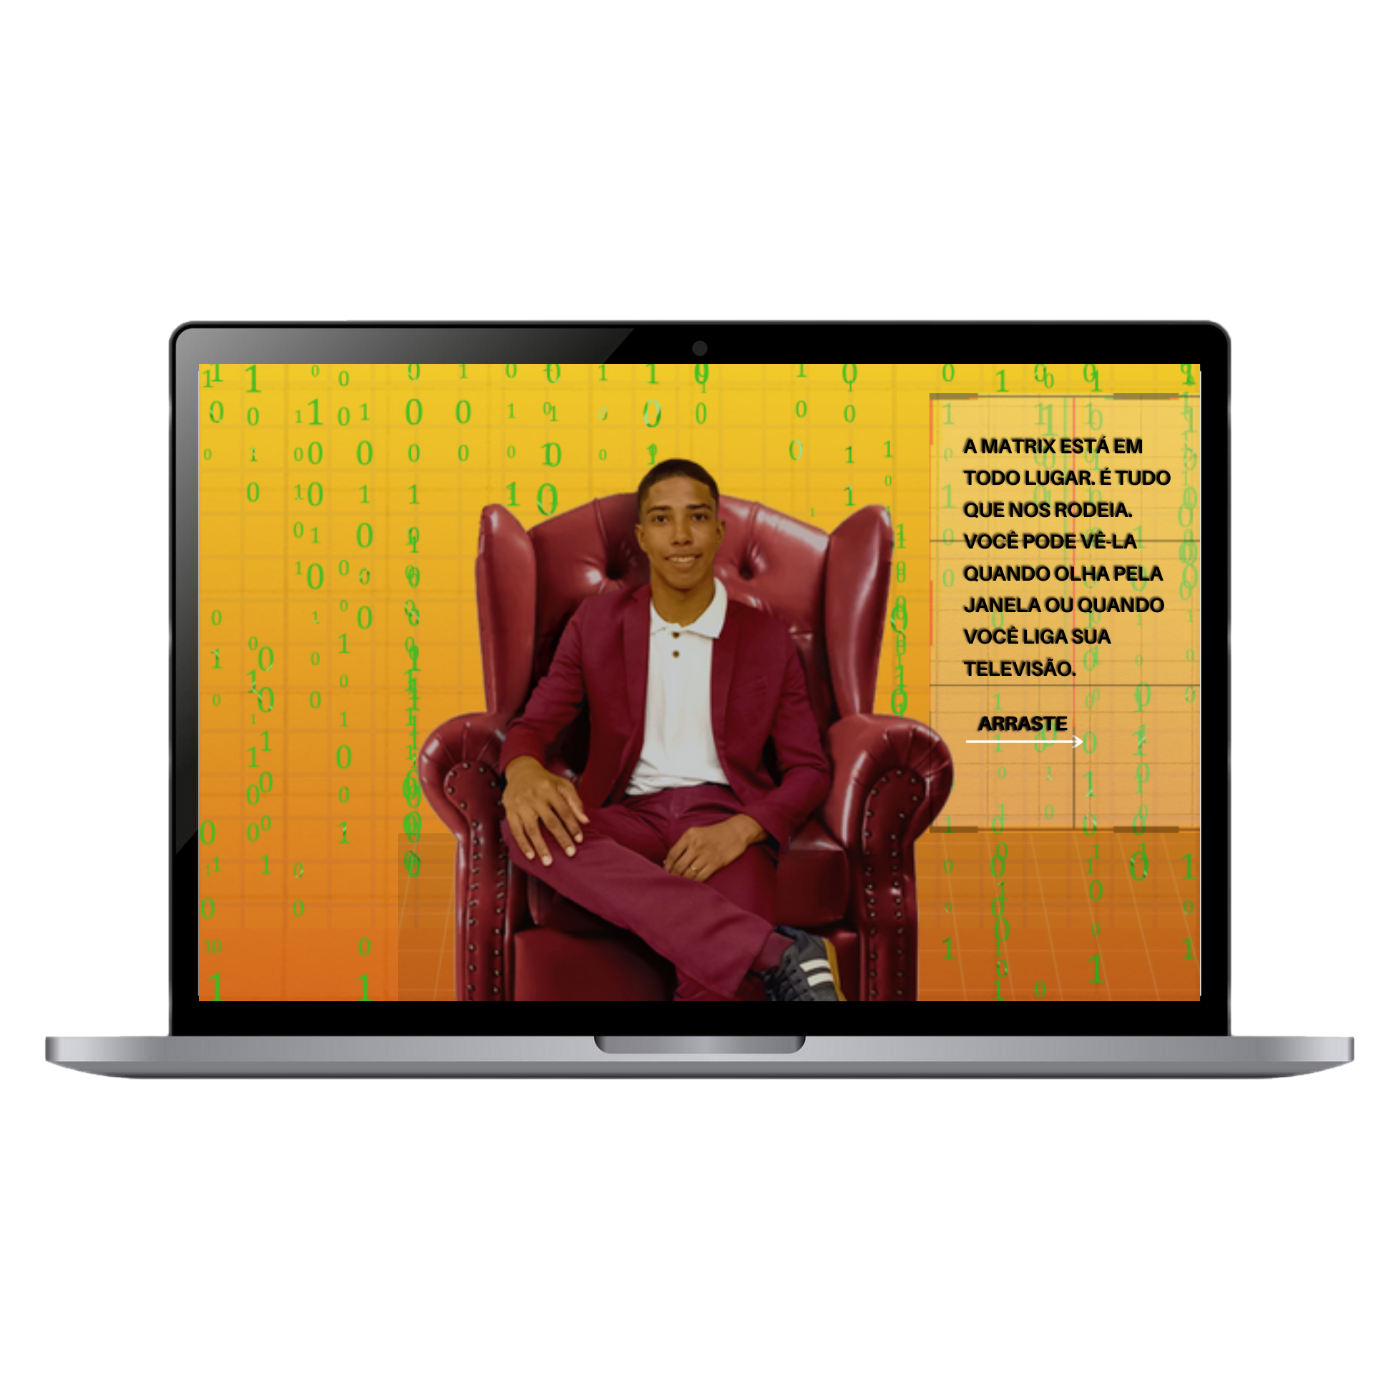 A MATRIX ESTÁ EM
TODO LUGAR. É TUDO
QUE NOS RODEIA.
VOCÊ PODE VÊ-LA
QUANDO OLHA PELA
JANELA OU QUANDO
VOCÊ LIGA SUA
TELEVISÃO.
ARRASTE